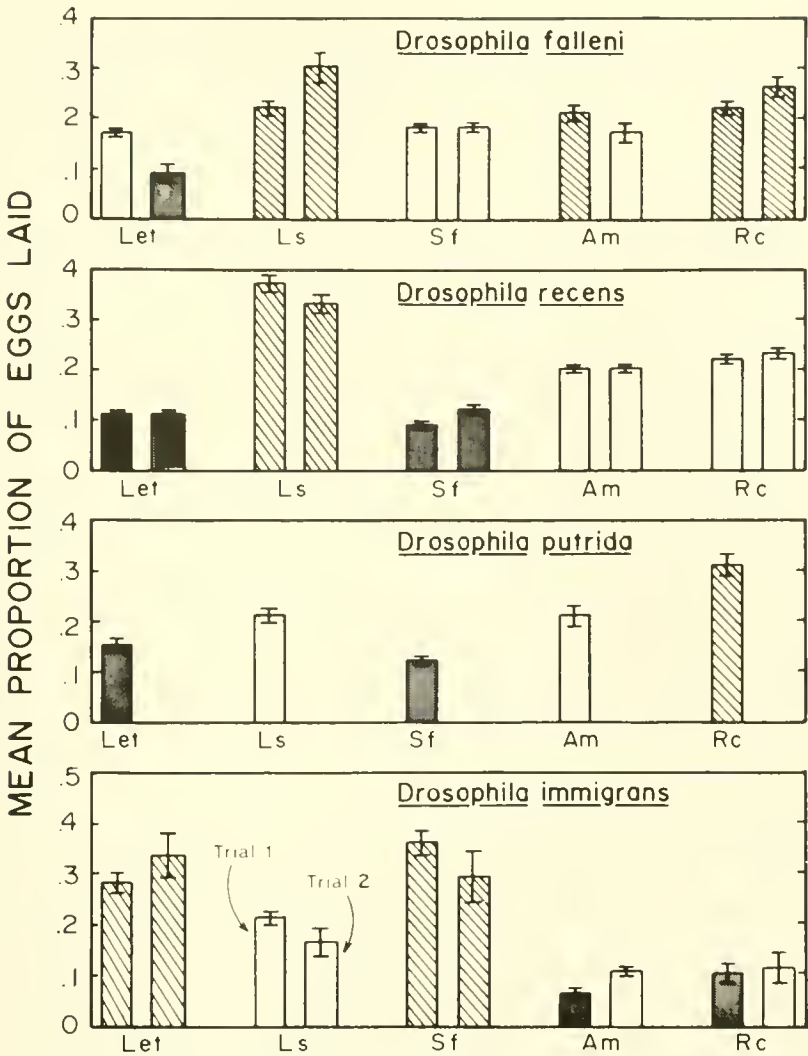 MEAN PROPORTION OF EGGS LAID
.4
.3
.2
.1
0
Drosophila falleni
Let Ls Sf Am Rc
.4
.3
.2
.1
0
Drosophila recens
Let Ls Sf Am Rc
.4
.3
.2
.1
0
Drosophila putrida
Let Ls Sf Am Rc
.5
.4
.3
.2
.1
0
Drosophila immigrans
Trial 1
Trial 2
Let Ls Sf Am Rc